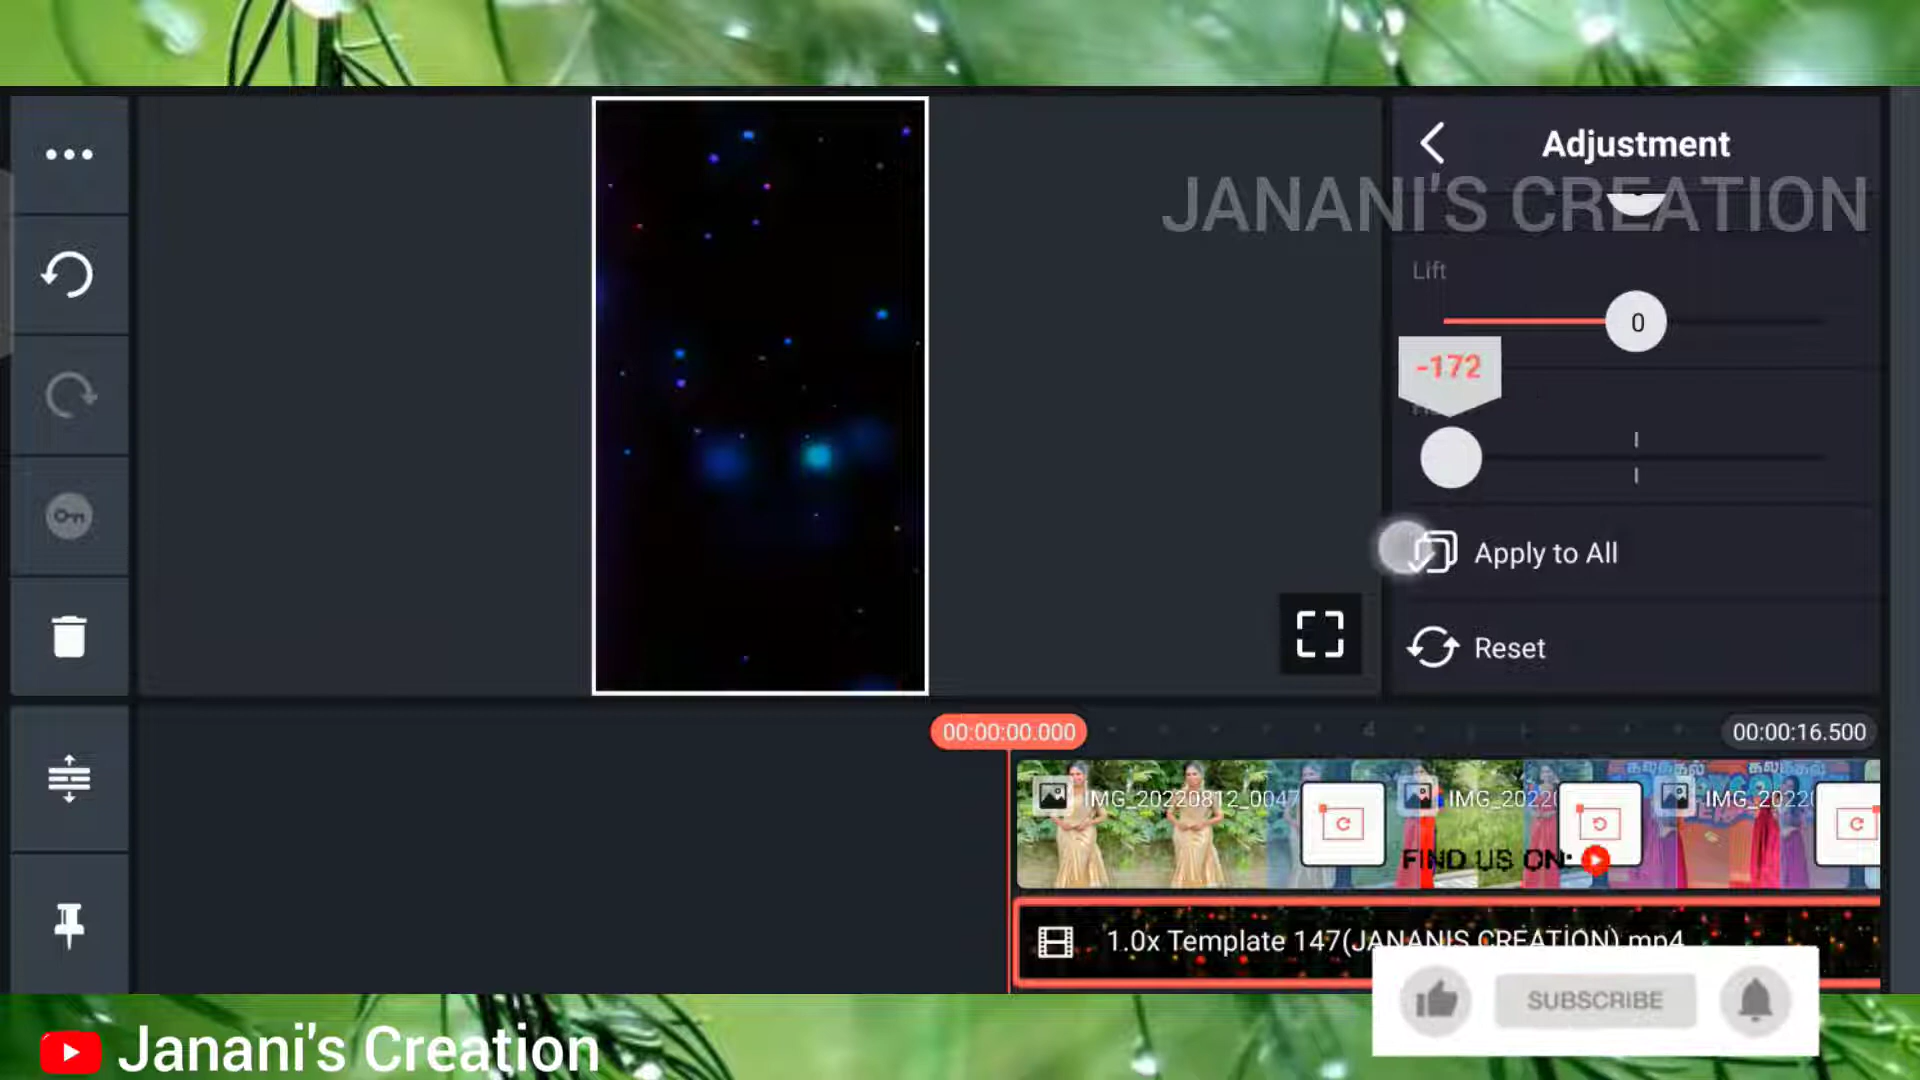 Adjustment
JANANI'S CREATION
Lift
0
-172
Apply to All
Reset
00:00:00.000
00:00:16.500
IMG_20220812_0047
IMG_2022
IMG_2022
FIND US ON:
1.0x Template 147(JANANIS CREATION).mp4
SUBSCRIBE
Janani's Creation